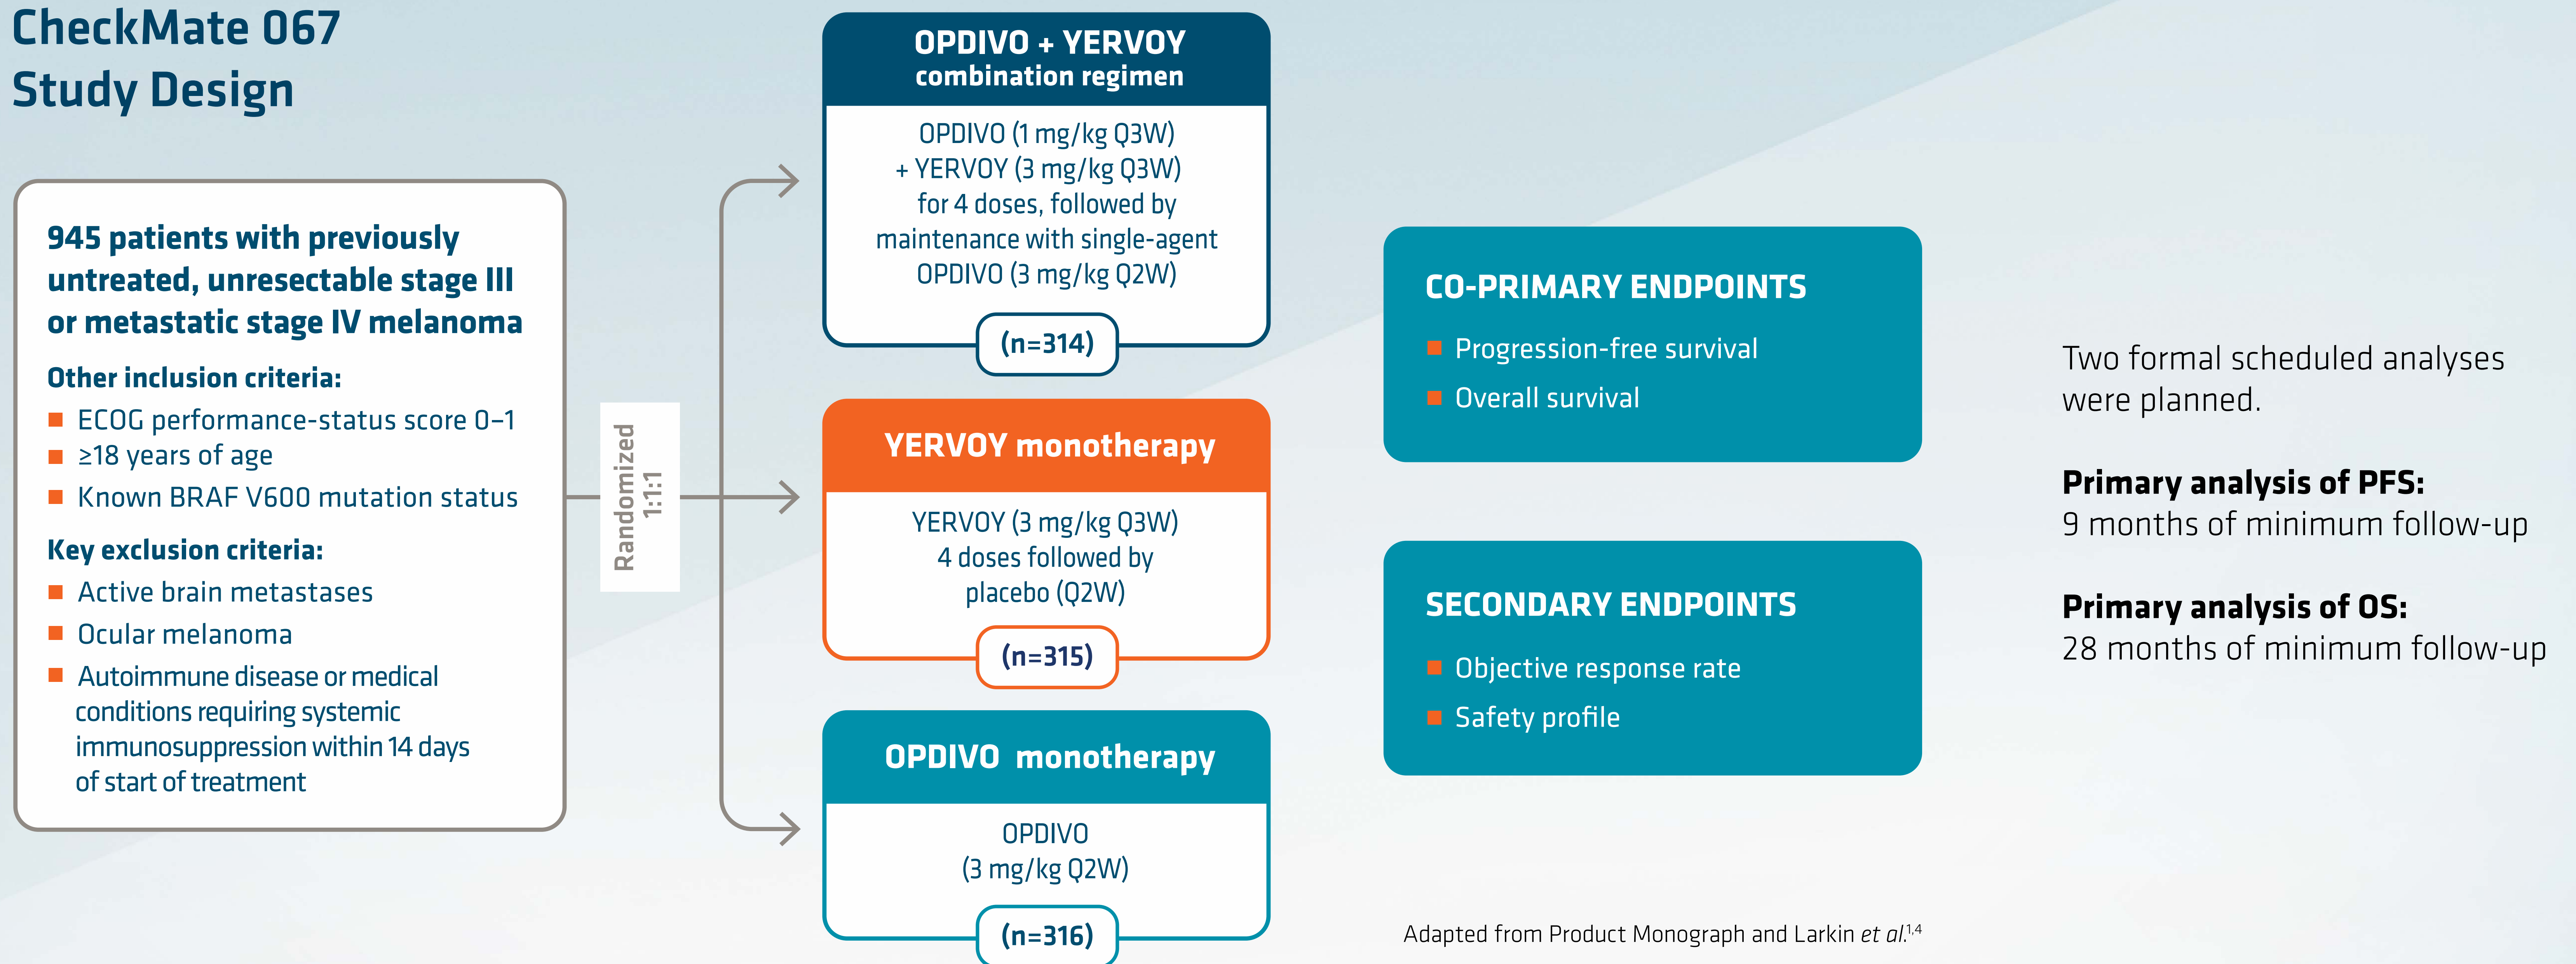 CheckMate 067
Study Design
945 patients with previously
untreated, unresectable stage III
or metastatic stage IV melanoma
Other inclusion criteria:
■ ECOG performance-status score 0–1
■ ≥18 years of age
■ Known BRAF V600 mutation status
Key exclusion criteria:
■ Active brain metastases
■ Ocular melanoma
■ Autoimmune disease or medical
conditions requiring systemic
immunosuppression within 14 days
of start of treatment
Randomized
1:1:1
OPDIVO + YERVOY
combination regimen
OPDIVO (1 mg/kg Q3W)
+ YERVOY (3 mg/kg Q3W)
for 4 doses, followed by
maintenance with single-agent
OPDIVO (3 mg/kg Q2W)
(n=314)
YERVOY monotherapy
YERVOY (3 mg/kg Q3W)
4 doses followed by
placebo (Q2W)
(n=315)
OPDIVO monotherapy
OPDIVO
(3 mg/kg Q2W)
(n=316)
CO-PRIMARY ENDPOINTS
■ Progression-free survival
■ Overall survival
SECONDARY ENDPOINTS
■ Objective response rate
■ Safety profile
Two formal scheduled analyses
were planned.
Primary analysis of PFS:
9 months of minimum follow-up
Primary analysis of OS:
28 months of minimum follow-up
Adapted from Product Monograph and Larkin et al.1,4